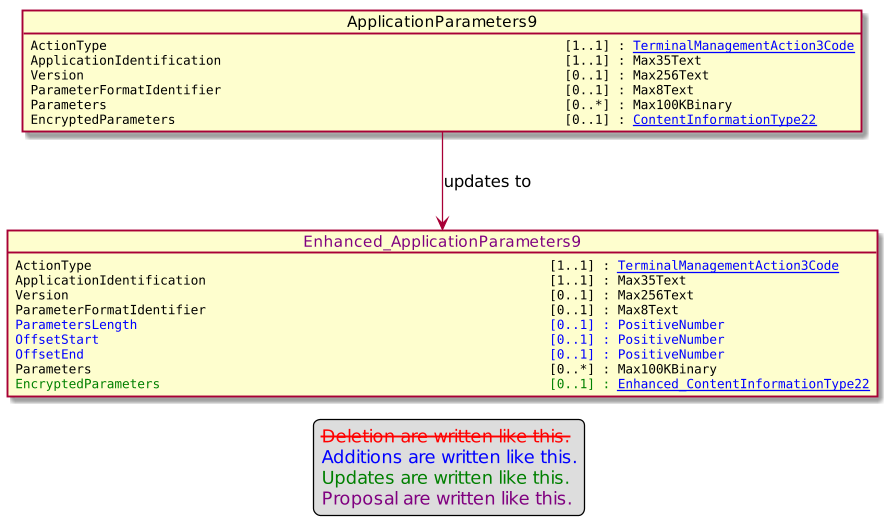 ApplicationParameters9
ActionType [1..1] : TerminalManagementAction3Code
ApplicationIdentification [1..1] : Max35Text
Version [0..1] : Max256Text
ParameterFormatIdentifier [0..1] : Max8Text
Parameters [0..*] : Max100KBinary
EncryptedParameters [0..1] : ContentInformationType22
updates to
Enhanced_ApplicationParameters9
ActionType [1..1] : TerminalManagementAction3Code
ApplicationIdentification [1..1] : Max35Text
Version [0..1] : Max256Text
ParameterFormatIdentifier [0..1] : Max8Text
ParametersLength [0..1] : PositiveNumber
OffsetStart [0..1] : PositiveNumber
OffsetEnd [0..1] : PositiveNumber
Parameters [0..*] : Max100KBinary
EncryptedParameters [0..1] : Enhanced_ContentInformationType22
Deletion are written like this.
Additions are written like this.
Updates are written like this.
Proposal are written like this.